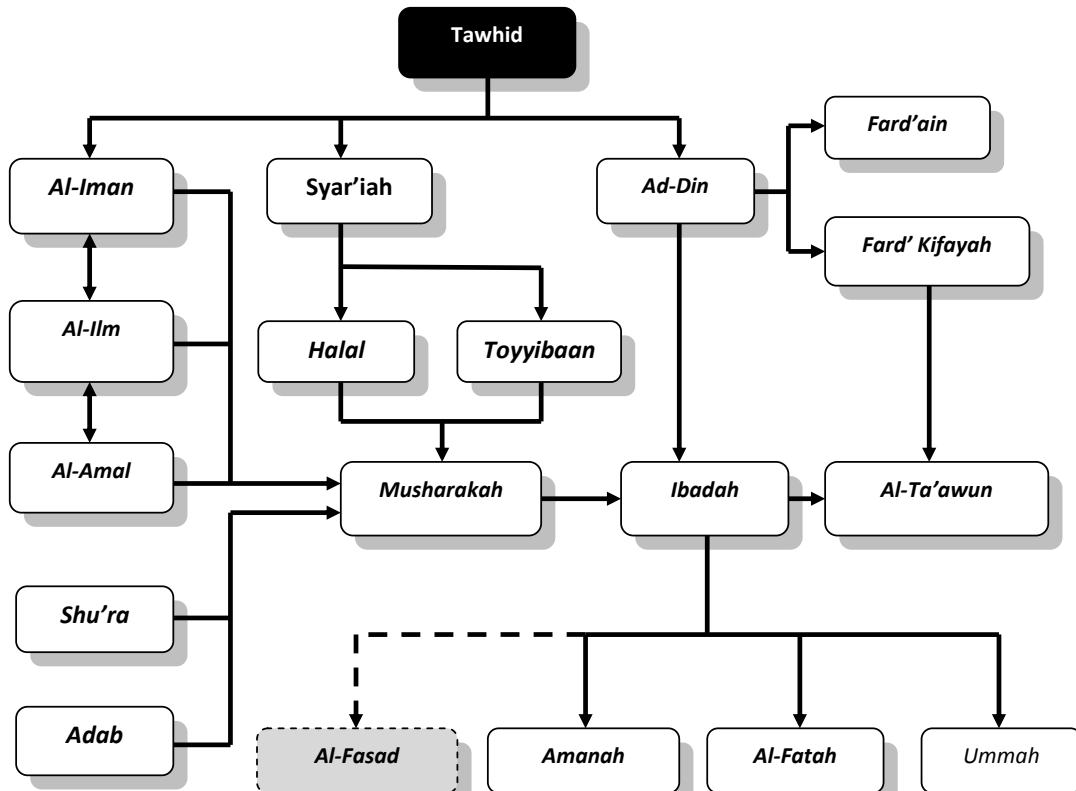 Tawhid
Fard'ain
Al-Iman
Syar'iah
Ad-Din
Fard' Kifayah
Al-Ilm
Halal
Toyyibaan
Al-Amal
Musharakah
Ibadah
Al-Ta'awun
Shu'ra
Adab
Al-Fasad
Amanah
Al-Fatah
Ummah